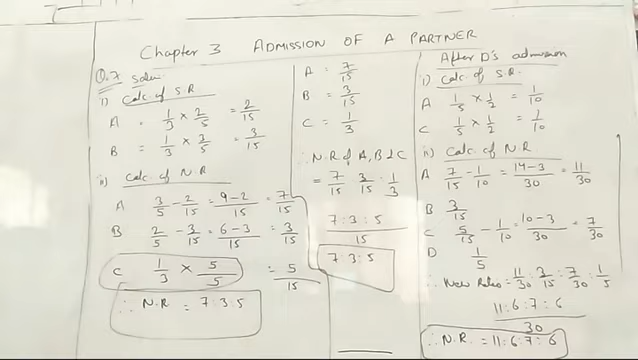 Chapter 3 ADMISSION OF A PARTNER
Q.7 Soln
i) Calc. of S.R
A = 1/3 × 2/5 = 2/15
B = 1/3 × 3/5 = 3/15
ii) Calc. of N.R
A 3/5 - 2/15 = 9-2/15 = 7/15
B 2/5 - 3/15 = 6-3/15 = 3/15
C 1/3 × 5/5 = 5/15
∴ N.R = 7:3:5
A = 7/15
B = 3/15
C = 1/3
∴ N.R of A, B & C
= 7/15 : 3/15 : 1/3
7:3:5/15
7:3:5
After D's admission
i) Calc. of S.R.
A 1/5 × 1/2 = 1/10
C 1/5 × 1/2 = 1/10
ii) Calc. of N.R.
A 7/15 - 1/10 = 14-3/30 = 11/30
B 3/15
C 5/15 - 1/10 = 10-3/30 = 7/30
D 1/5
∴ New Ratio = 11/30 : 3/15 : 7/30 : 1/5
11:6:7:6/30
∴ N.R. = 11:6:7:6